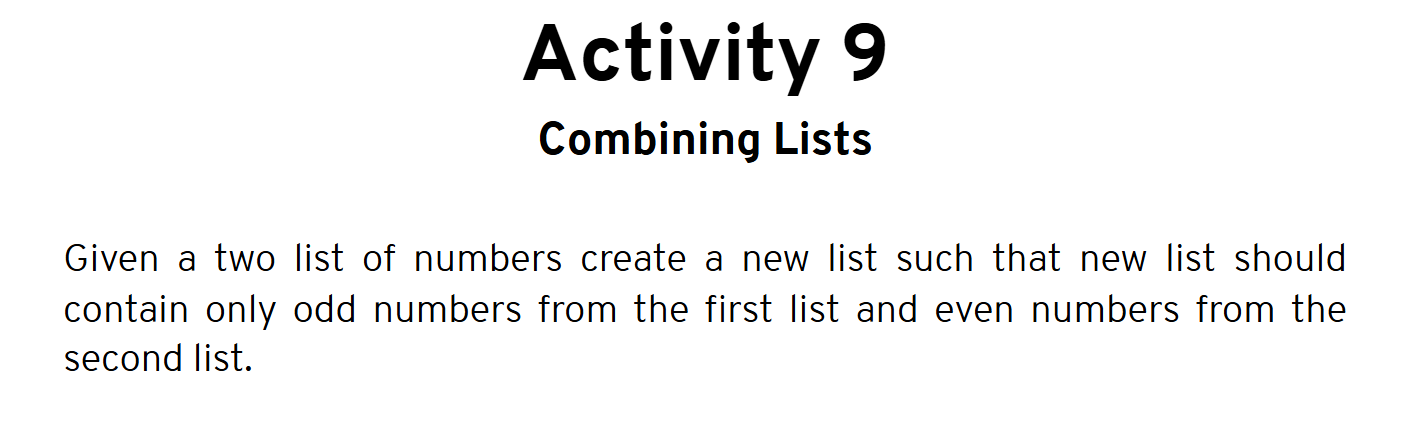 Activity 9
Combining Lists
Given a two list of numbers create a new list such that new list should
contain only odd numbers from the first list and even numbers from the
second list.